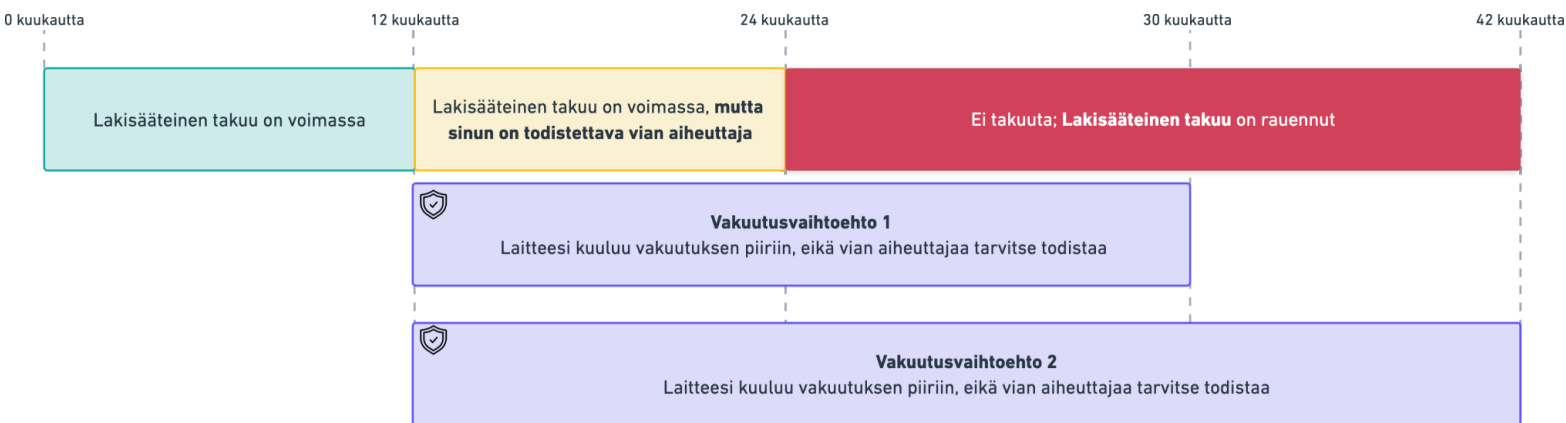 0 kuukautta
12 kuukautta
24 kuukautta
30 kuukautta
42 kuukautta
Lakisääteinen takuu on voimassa
Lakisääteinen takuu on voimassa, mutta
sinun on todistettava vian aiheuttaja
Ei takuuta; Lakisääteinen takuu on rauennut
Vakuutusvaihtoehto 1
Laitteesi kuuluu vakuutuksen piiriin, eikä vian aiheuttajaa tarvitse todistaa
Vakuutusvaihtoehto 2
Laitteesi kuuluu vakuutuksen piiriin, eikä vian aiheuttajaa tarvitse todistaa